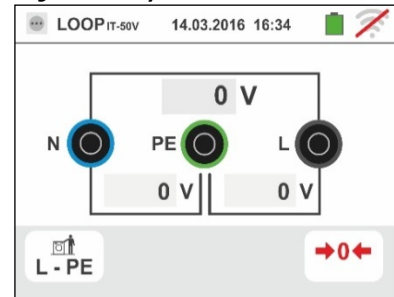 LOOP IT-50V 14.03.2016 16:34
0 V
N PE L
0 V 0 V
L - PE →0←